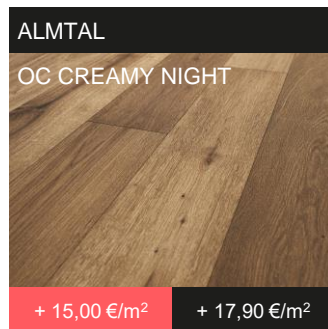 ALMTAL
OC CREAMY NIGHT
+ 15,00 €/m²
+ 17,90 €/m²